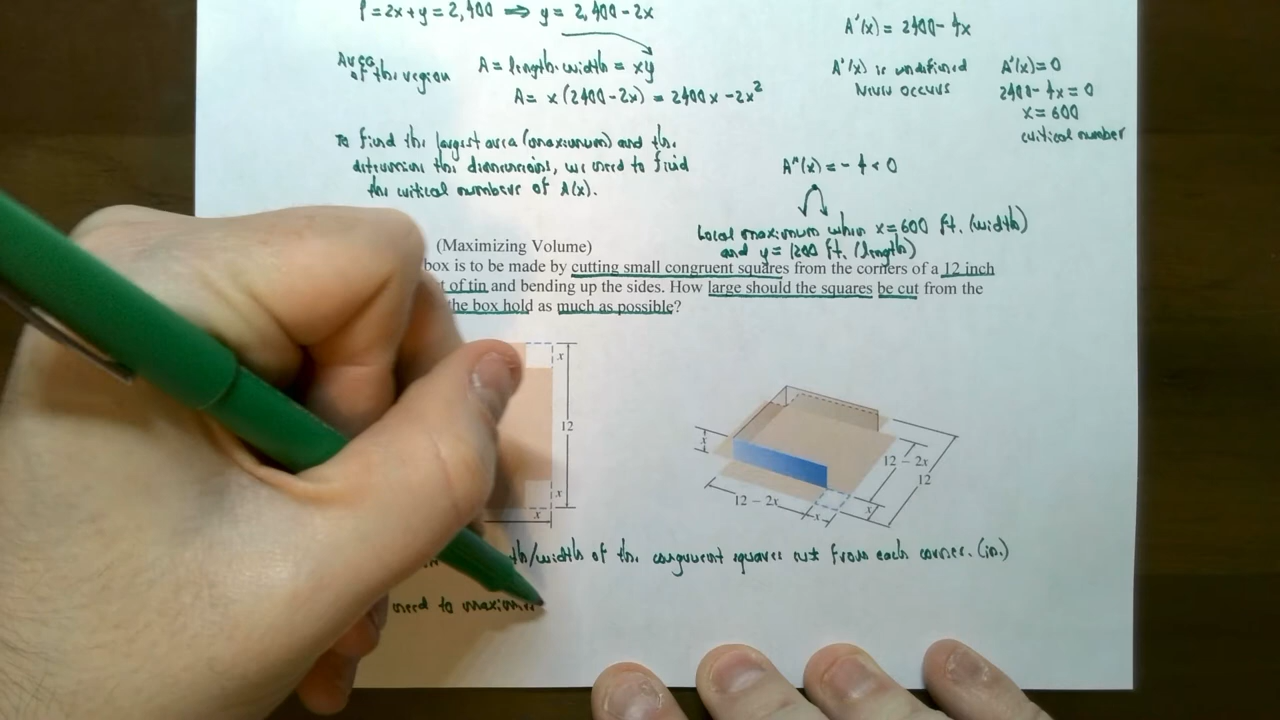 P = 2x + y = 2,400 ⇒ y = 2,400 - 2x
Area of the region
A = length · width = xy
A = x(2400 - 2x) = 2400x - 2x²
To find the largest area (maximum) and the
determine the dimensions, we need to find
the critical numbers of A(x).
A'(x) = 2400 - 4x
A'(x) is undefined
never occurs
A'(x) = 0
2400 - 4x = 0
x = 600
critical number
A''(x) = -4 < 0
Local maximum when x = 600 ft. (width)
and y = 1200 ft. (length)
(Maximizing Volume)
box is to be made by cutting small congruent squares from the corners of a 12 inch
of tin and bending up the sides. How large should the squares be cut from the
the box hold as much as possible?
x
12
x
x
x
12 - 2x
12
12 - 2x
x
x
/width of the congruent squares cut from each corner. (in.)
need to